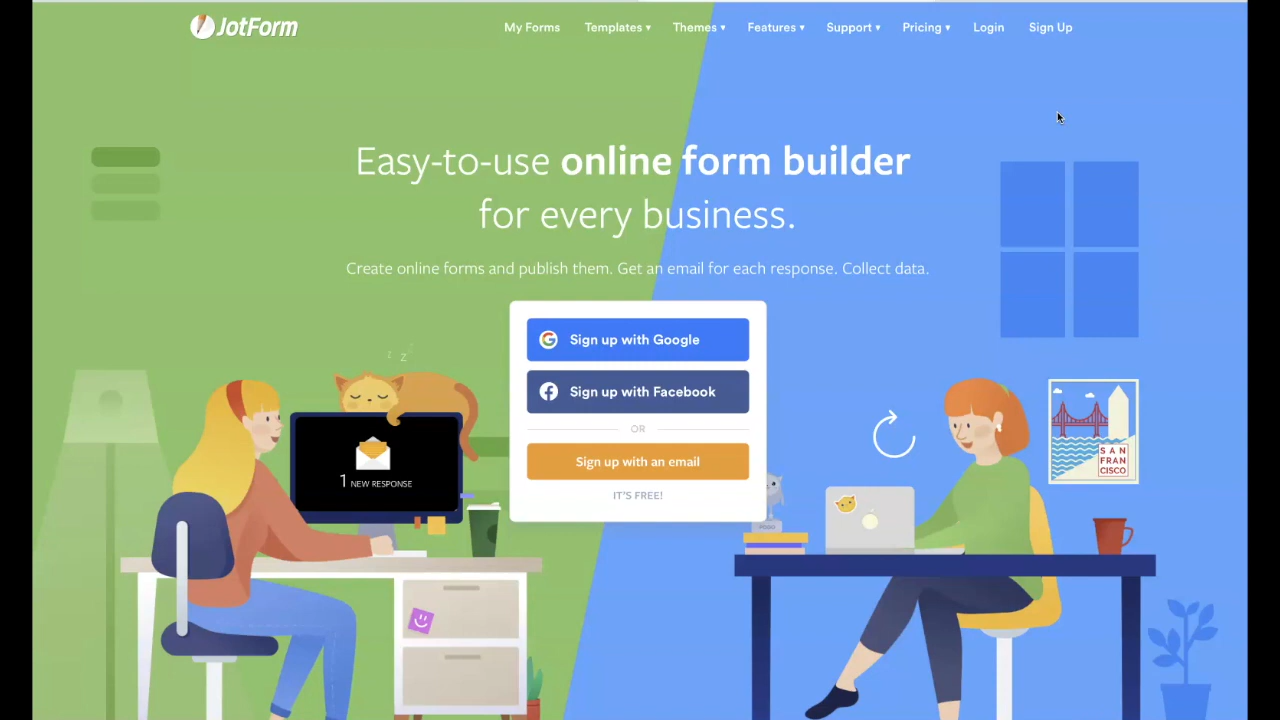 JotForm
My Forms Templates ▾ Themes ▾ Features ▾ Support ▾ Pricing ▾ Login Sign Up
Easy-to-use online form builder
for every business.
Create online forms and publish them. Get an email for each response. Collect data.
Sign up with Google
Sign up with Facebook
OR
Sign up with an email
IT'S FREE!
z z
1 NEW RESPONSE
PODO
SAN
FRAN
CISCO